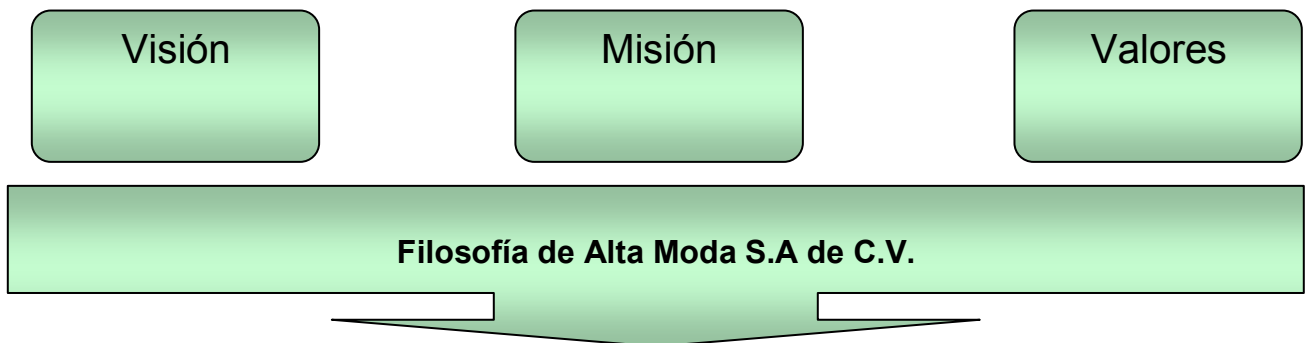 Visión
Misión
Valores
Filosofía de Alta Moda S.A de C.V.